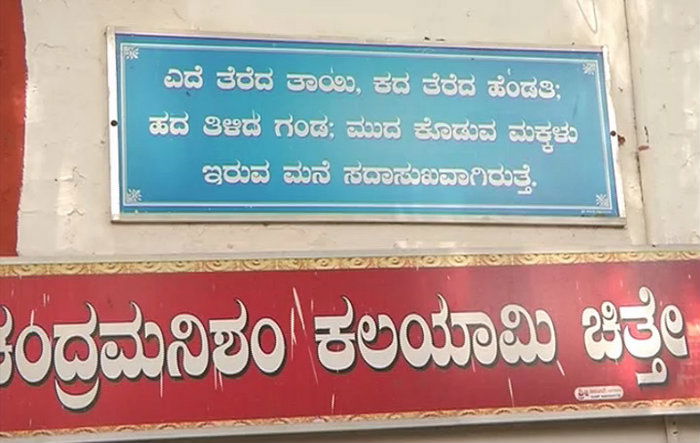 ಎದೆ ತೆರೆದ ತಾಯಿ, ಕದ ತೆರೆದ ಹೆಂಡತಿ;
ಹದ ತಿಳಿದ ಗಂಡ; ಮುದ ಕೊಡುವ ಮಕ್ಕಳು
ಇರುವ ಮನೆ ಸದಾಸುಖವಾಗಿರುತ್ತೆ.
ಚಂದ್ರಮನಿಶಂ ಕಲಯಾಮಿ ಚಿತ್ತೇ